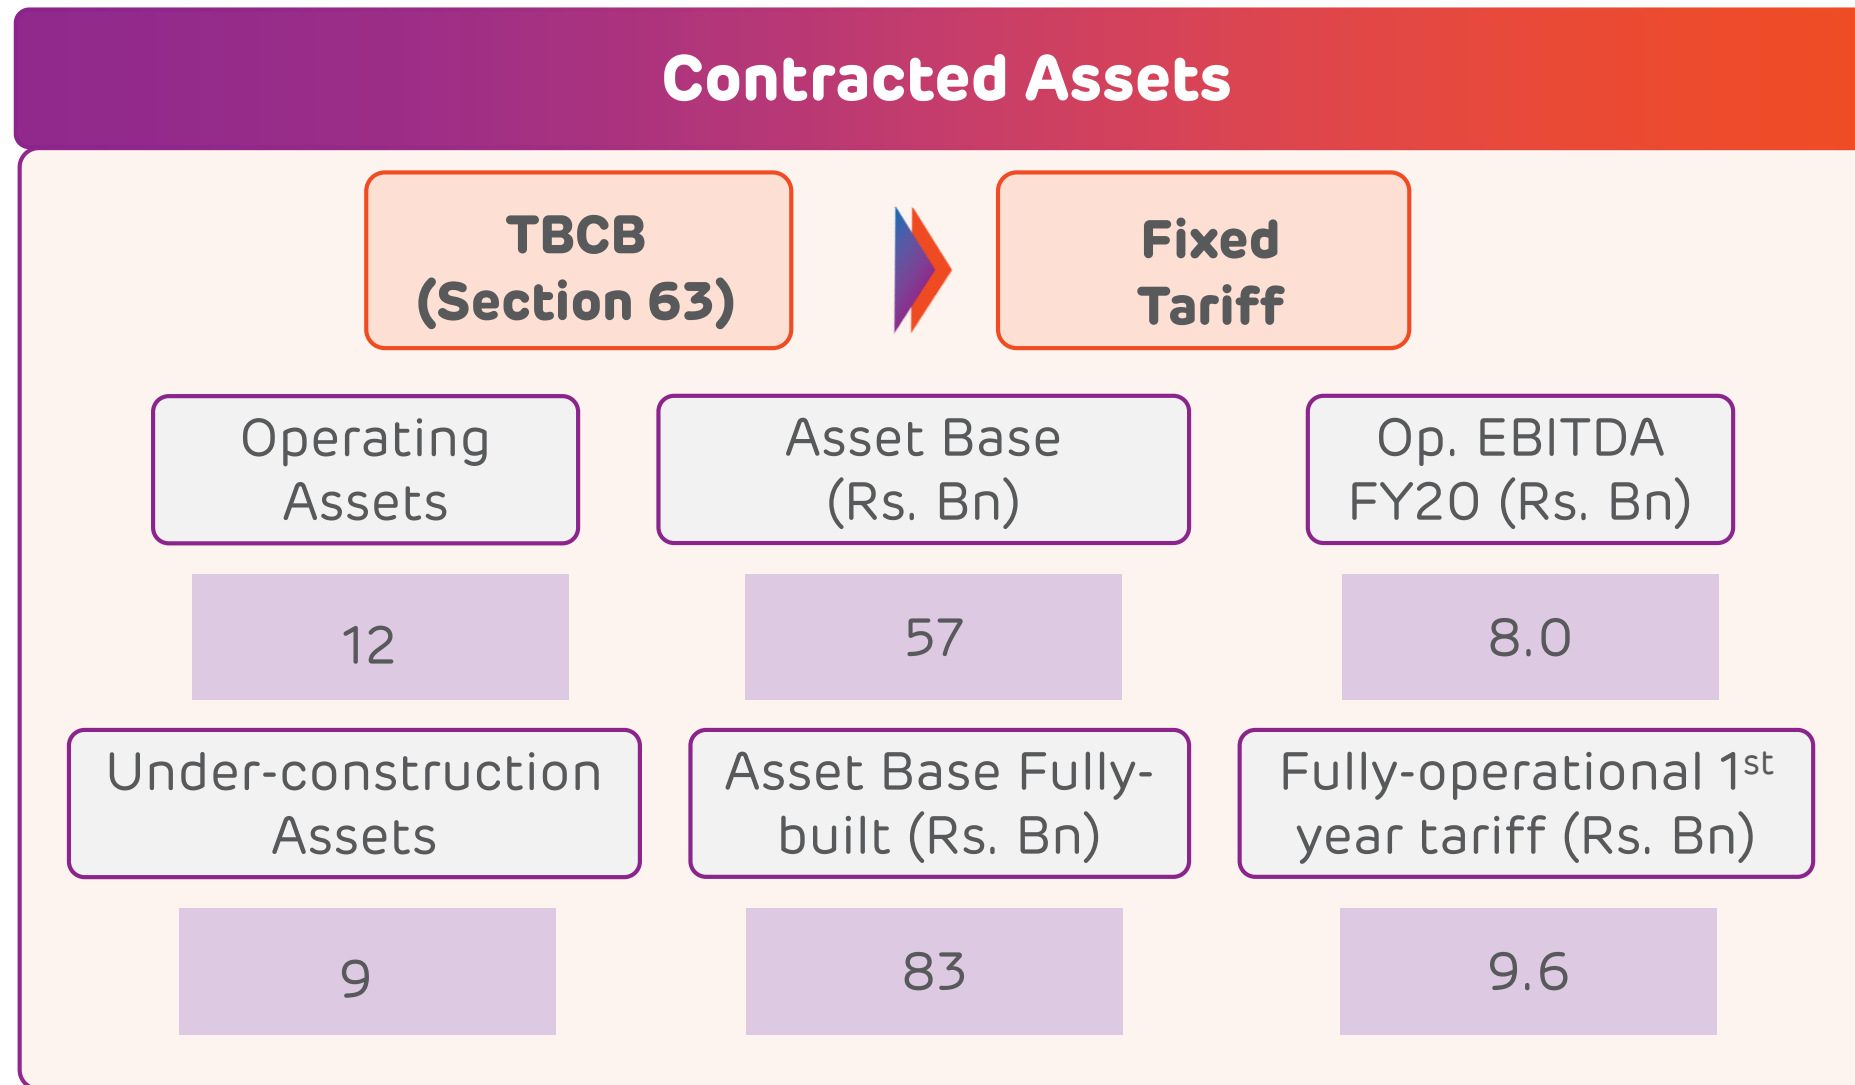 Contracted Assets
TBCB
(Section 63)
Fixed
Tariff
Operating
Assets
Asset Base
(Rs. Bn)
Op. EBITDA
FY20 (Rs. Bn)
12
57
8.0
Under-construction
Assets
Asset Base Fully-
built (Rs. Bn)
Fully-operational 1st
year tariff (Rs. Bn)
9
83
9.6